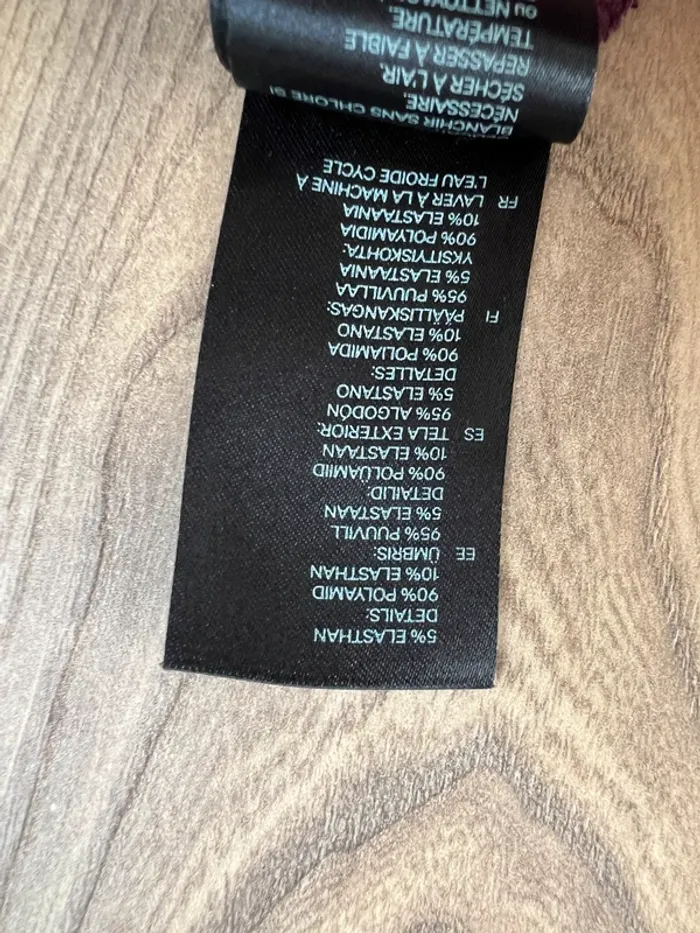 5% ELASTHAN
DETAILS:
90% POLYAMID
10% ELASTHAN
EE ÜMBRIS:
95% PUUVILL
5% ELASTAAN
DETAILID:
90% POLÜAMIID
10% ELASTAAN
ES TELA EXTERIOR:
95% ALGODÓN
5% ELASTANO
DETALLES:
90% POLIAMIDA
10% ELASTANO
FI PÄÄLLISKANGAS:
95% PUUVILLAA
5% ELASTAANIA
YKSITYISKOHTA:
90% POLYAMIDIA
10% ELASTAANIA
FR LAVER À LA MACHINE À
L'EAU FROIDE CYCLE
BLANCHIR SANS CHLORE SI
NÉCESSAIRE.
SÉCHER À L'AIR.
REPASSER À FAIBLE
TEMPÉRATURE.
OU